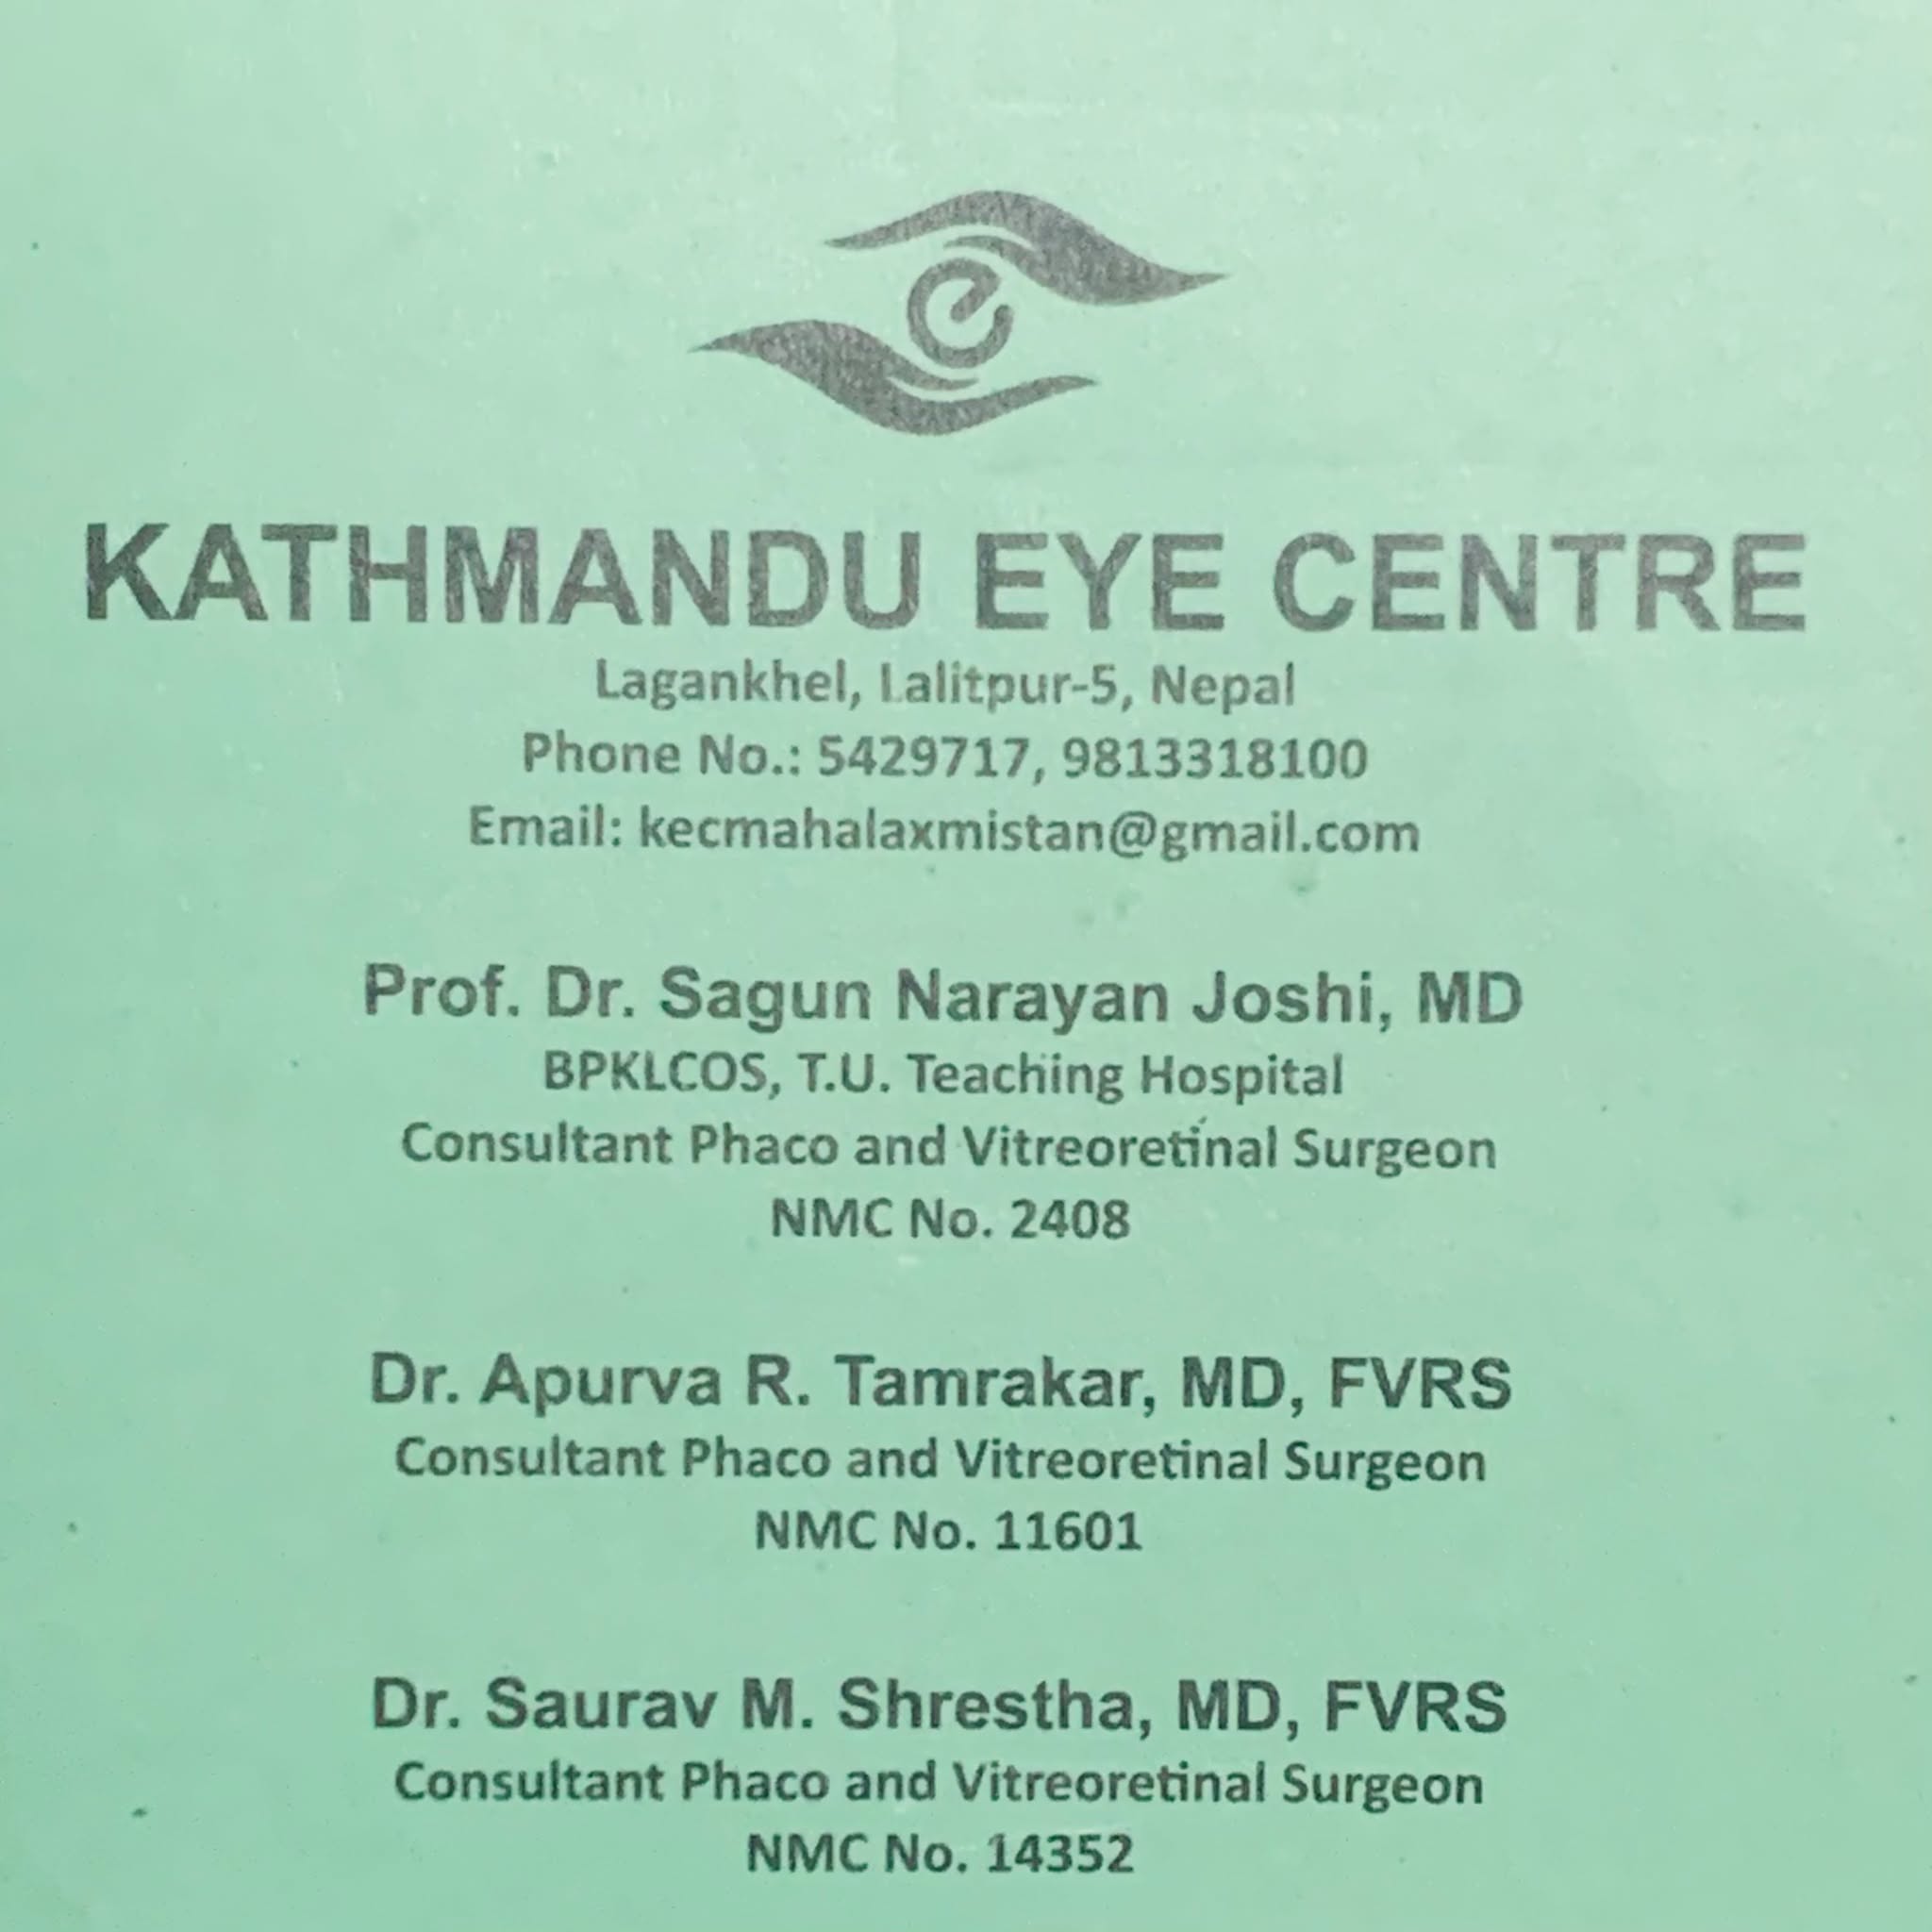 e
KATHMANDU EYE CENTRE
Lagankhel, Lalitpur-5, Nepal
Phone No.: 5429717, 9813318100
Email: kecmahalaxmistan@gmail.com
Prof. Dr. Sagun Narayan Joshi, MD
BPKLCOS, T.U. Teaching Hospital
Consultant Phaco and Vitreoretinal Surgeon
NMC No. 2408
Dr. Apurva R. Tamrakar, MD, FVRS
Consultant Phaco and Vitreoretinal Surgeon
NMC No. 11601
Dr. Saurav M. Shrestha, MD, FVRS
Consultant Phaco and Vitreoretinal Surgeon
NMC No. 14352